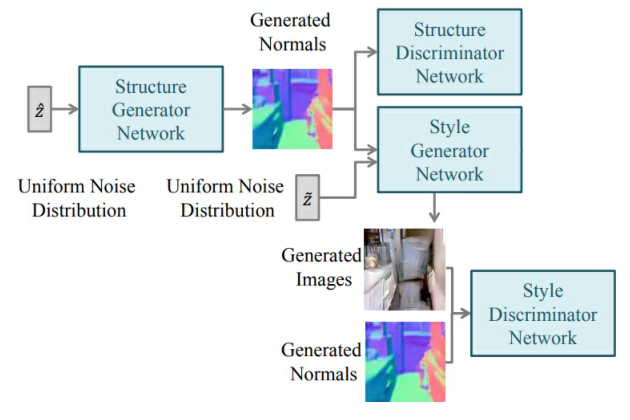 Generated
Normals
Structure
Discriminator
Network
ẑ
Structure
Generator
Network
Style
Generator
Network
Uniform Noise
Distribution
Uniform Noise
Distribution
z̃
Generated
Images
Style
Discriminator
Network
Generated
Normals